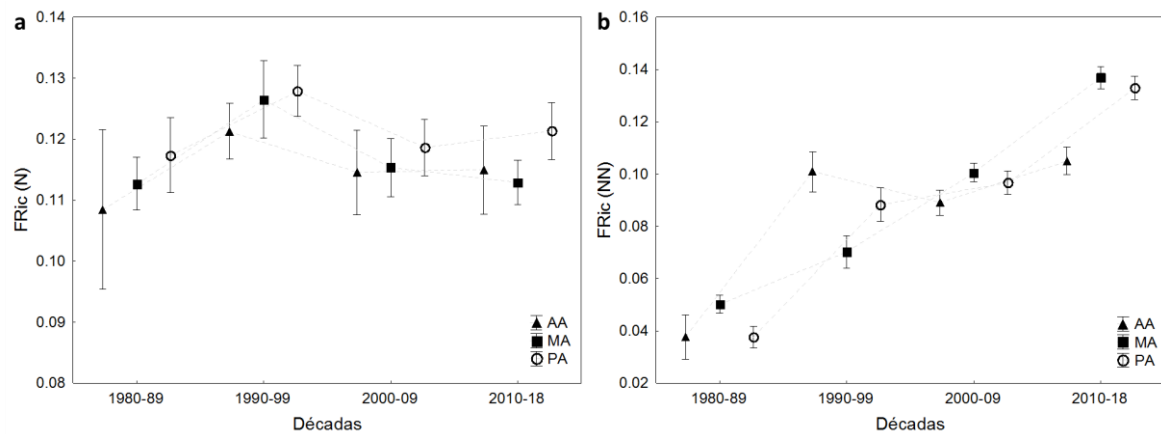 a
FRic (N)
0.14
0.13
0.12
0.11
0.10
0.09
0.08
1980-89 1990-99 2000-09 2010-18
Décadas
AA
MA
PA
b
FRic (NN)
0.16
0.14
0.12
0.10
0.08
0.06
0.04
0.02
1980-89 1990-99 2000-09 2010-18
Décadas
AA
MA
PA